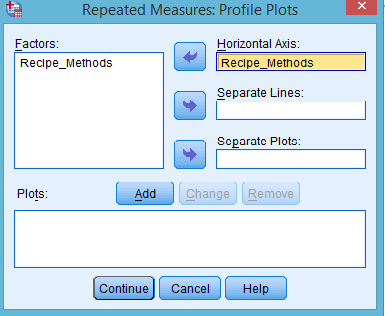 Repeated Measures: Profile Plots
Factors:
Recipe_Methods
Horizontal Axis:
Recipe_Methods
Separate Lines:
Separate Plots:
Plots:
Add
Change
Remove
Continue
Cancel
Help